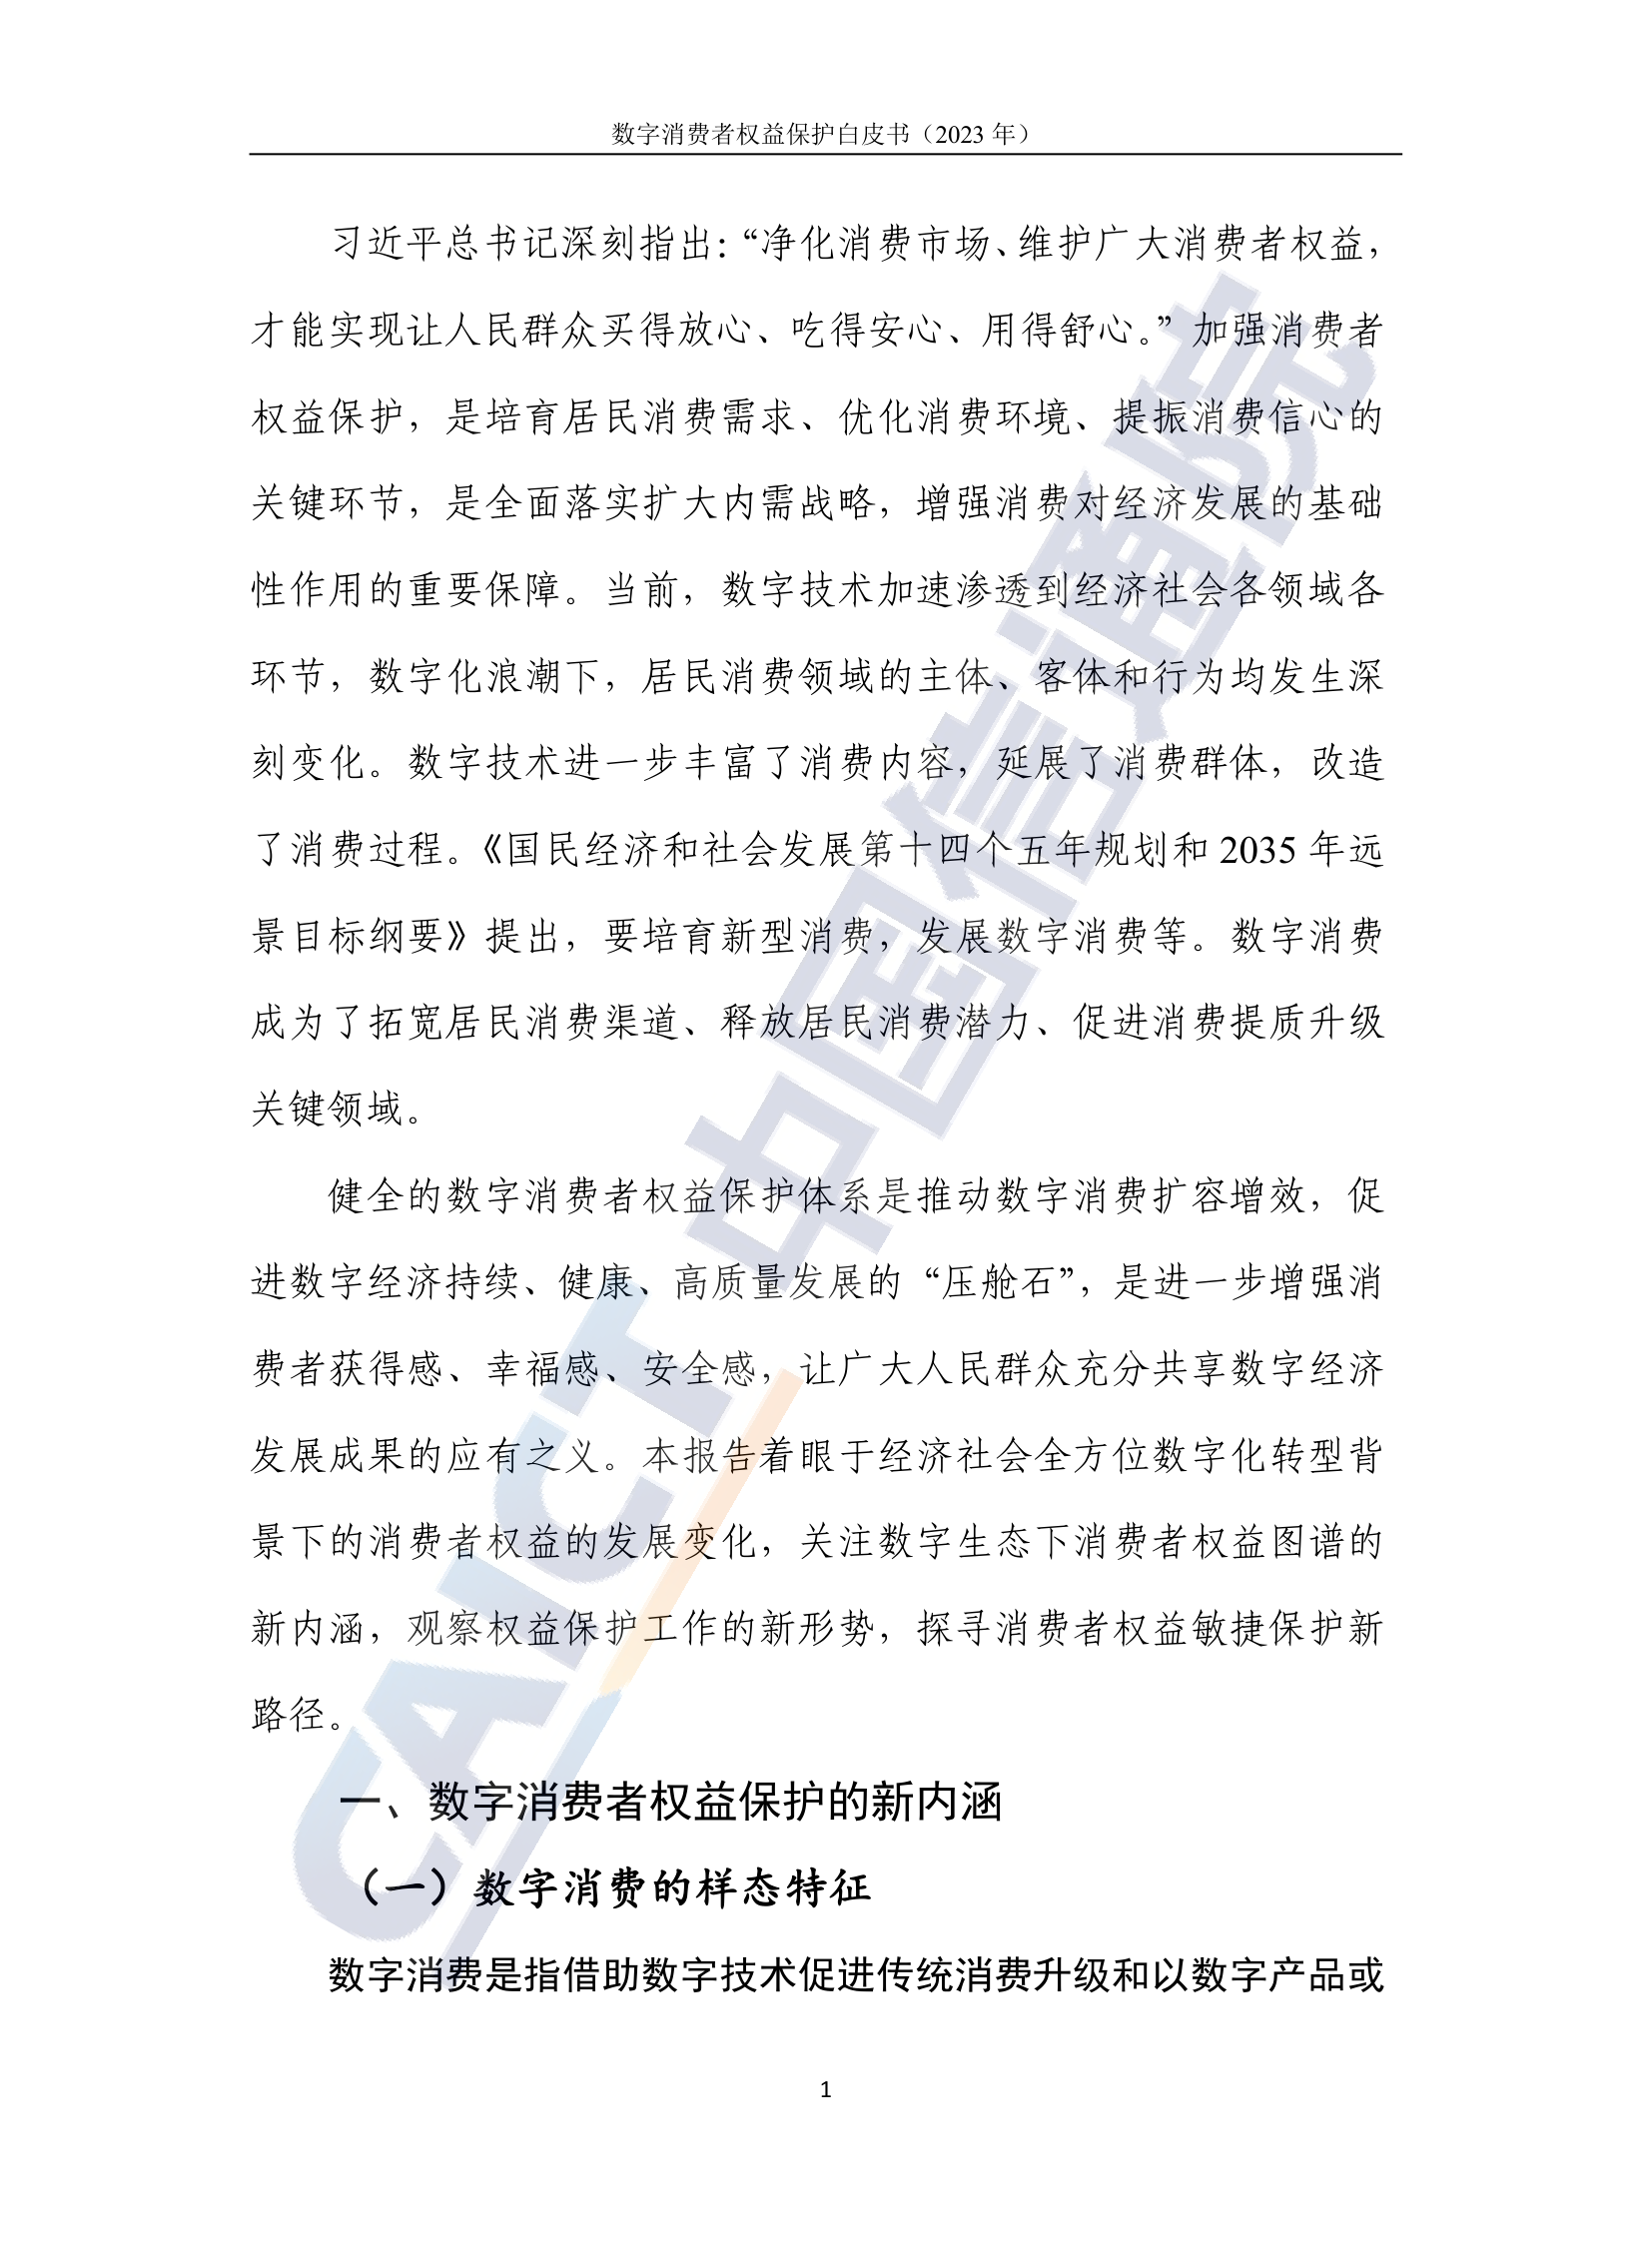 数字消费者权益保护白皮书（2023 年）
习近平总书记深刻指出：“净化消费市场、维护广大消费者权益，
才能实现让人民群众买得放心、吃得安心、用得舒心。”加强消费者
权益保护，是培育居民消费需求、优化消费环境、提振消费信心的
关键环节，是全面落实扩大内需战略，增强消费对经济发展的基础
性作用的重要保障。当前，数字技术加速渗透到经济社会各领域各
环节，数字化浪潮下，居民消费领域的主体、客体和行为均发生深
刻变化。数字技术进一步丰富了消费内容，延展了消费群体，改造
了消费过程。《国民经济和社会发展第十四个五年规划和 2035 年远
景目标纲要》提出，要培育新型消费，发展数字消费等。数字消费
成为了拓宽居民消费渠道、释放居民消费潜力、促进消费提质升级
关键领域。
健全的数字消费者权益保护体系是推动数字消费扩容增效，促
进数字经济持续、健康、高质量发展的“压舱石”，是进一步增强消
费者获得感、幸福感、安全感，让广大人民群众充分共享数字经济
发展成果的应有之义。本报告着眼于经济社会全方位数字化转型背
景下的消费者权益的发展变化，关注数字生态下消费者权益图谱的
新内涵，观察权益保护工作的新形势，探寻消费者权益敏捷保护新
路径。
一、数字消费者权益保护的新内涵
（一）数字消费的样态特征
数字消费是指借助数字技术促进传统消费升级和以数字产品或
1
CAICT 中国信通院